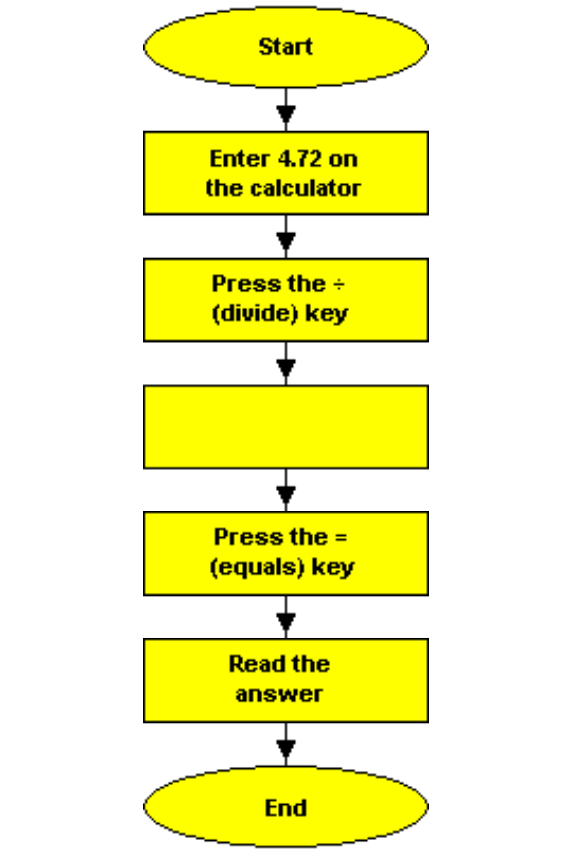 Start
Enter 4.72 on
the calculator
Press the ÷
(divide) key
Press the =
(equals) key
Read the
answer
End